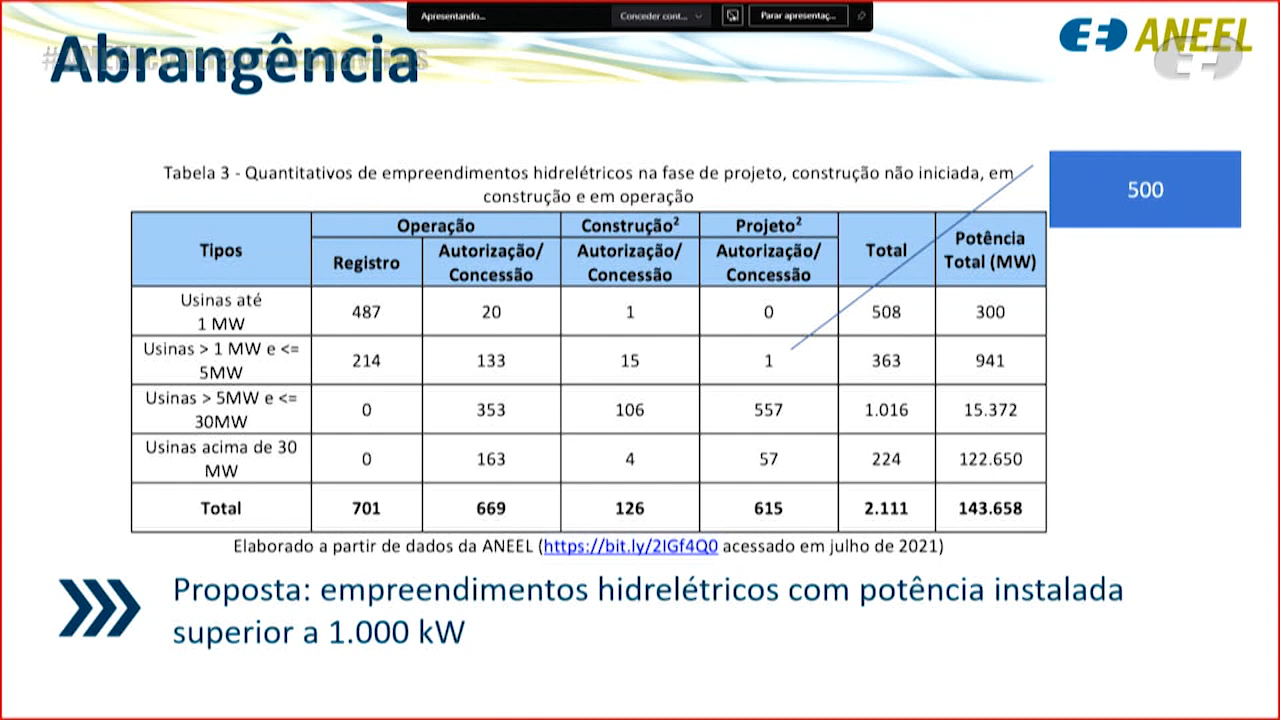 Apresentando...
Conceder cont...
Parar apresentaç...
Abrangência
ANEEL
Tabela 3 - Quantitativos de empreendimentos hidrelétricos na fase de projeto, construção não iniciada, em
construção e em operação
500
Tipos Operação Construção² Projeto² Total Potência Total (MW)
Registro Autorização/ Concessão Autorização/ Concessão Autorização/ Concessão
Usinas até 1 MW 487 20 1 0 508 300
Usinas > 1 MW e <= 5MW 214 133 15 1 363 941
Usinas > 5MW e <= 30MW 0 353 106 557 1.016 15.372
Usinas acima de 30 MW 0 163 4 57 224 122.650
Total 701 669 126 615 2.111 143.658
Elaborado a partir de dados da ANEEL (https://bit.ly/2IGf4Q0 acessado em julho de 2021)
Proposta: empreendimentos hidrelétricos com potência instalada
superior a 1.000 kW